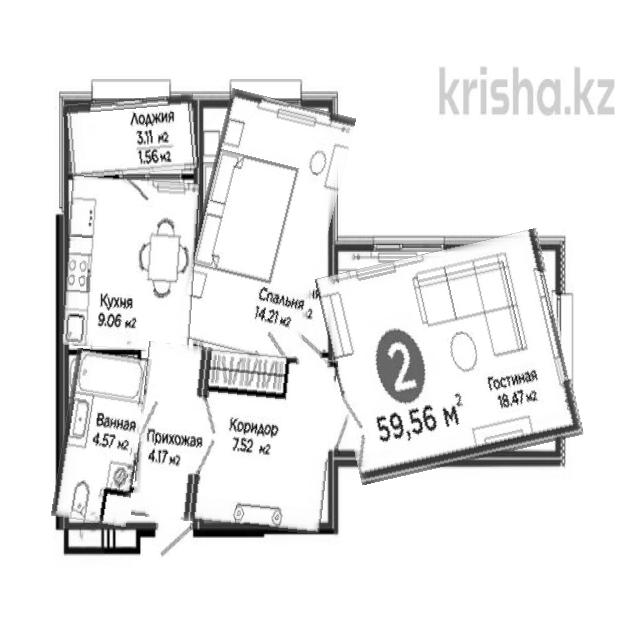 krisha.kz
Лоджия
3.11 м2
1.56 м2
Кухня
9.06 м2
Спальня
14.21 м2
2
59,56 м2
Гостиная
18.47 м2
Ванная
4.57 м2
Прихожая
4.17 м2
Коридор
7.52 м2